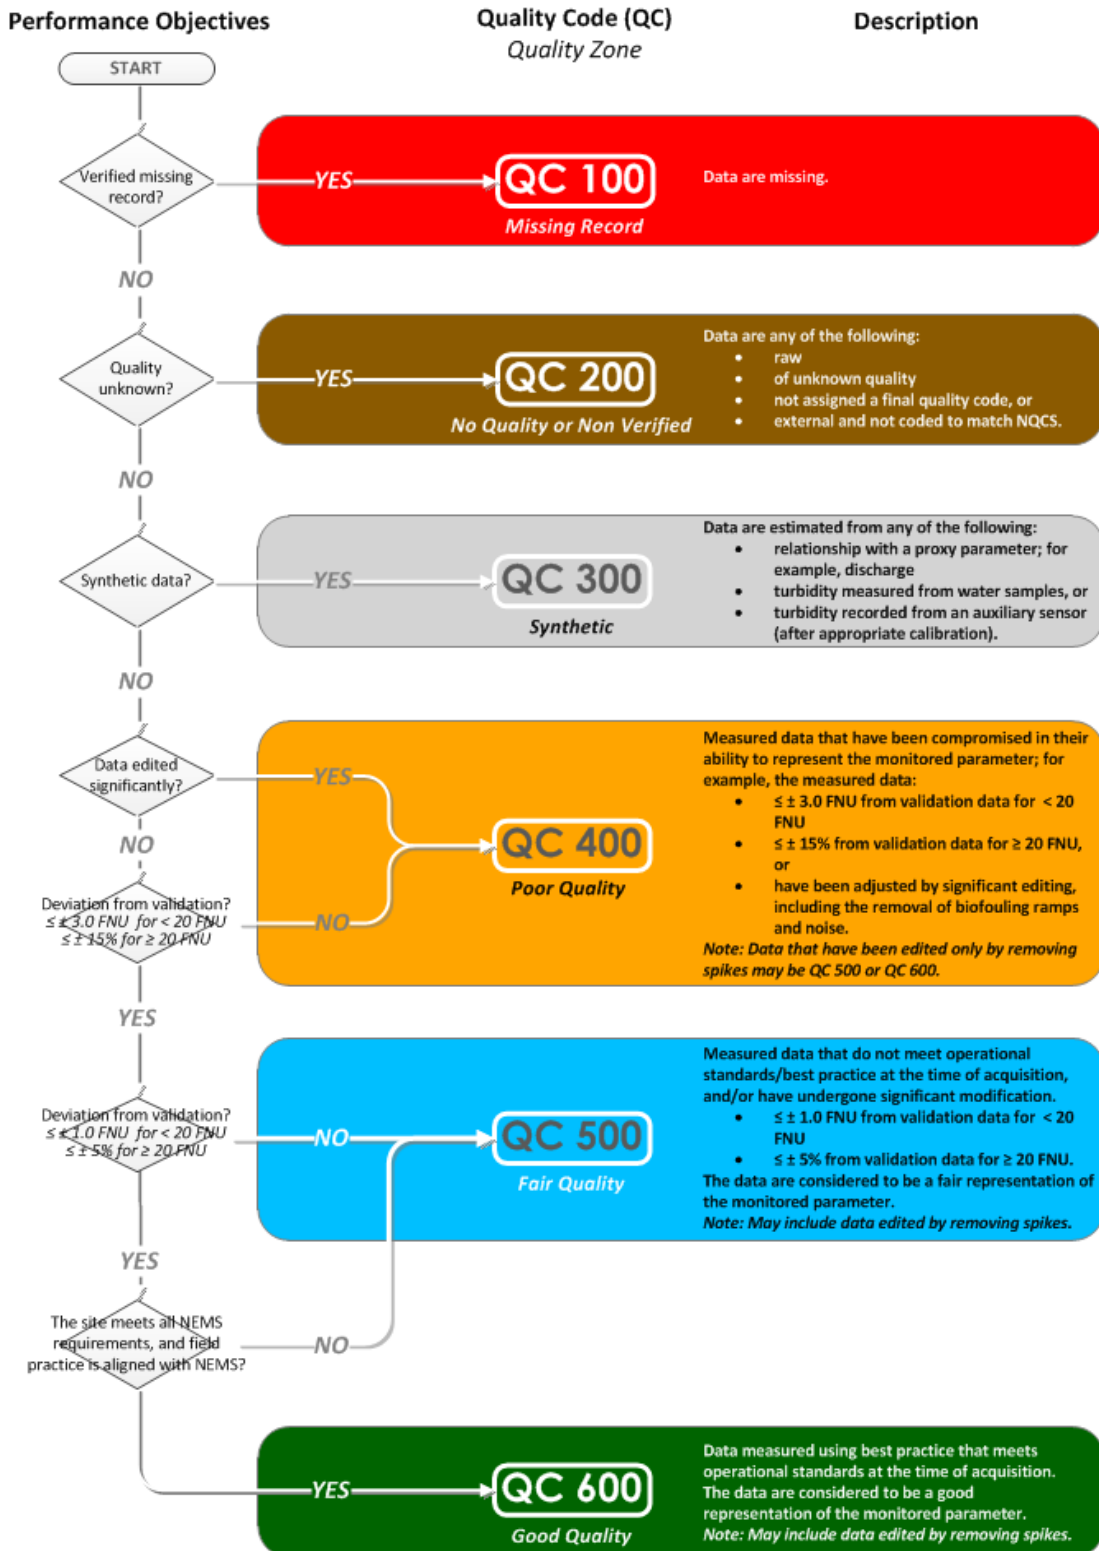 Performance Objectives
Quality Code (QC)
Quality Zone
Description
START
Verified missing
record?
YES
QC 100
Missing Record
Data are missing.
NO
Quality
unknown?
YES
QC 200
No Quality or Non Verified
Data are any of the following:
• raw
• of unknown quality
• not assigned a final quality code, or
• external and not coded to match NQCS.
NO
Synthetic data?
YES
QC 300
Synthetic
Data are estimated from any of the following:
• relationship with a proxy parameter; for
example, discharge
• turbidity measured from water samples, or
• turbidity recorded from an auxiliary sensor
(after appropriate calibration).
NO
Data edited
significantly?
YES
NO
Deviation from validation?
≤ ± 3.0 FNU for < 20 FNU
≤ ± 15% for ≥ 20 FNU
NO
QC 400
Poor Quality
Measured data that have been compromised in their
ability to represent the monitored parameter; for
example, the measured data:
• ≤ ± 3.0 FNU from validation data for < 20
FNU
• ≤ ± 15% from validation data for ≥ 20 FNU,
or
• have been adjusted by significant editing,
including the removal of biofouling ramps
and noise.
Note: Data that have been edited only by removing
spikes may be QC 500 or QC 600.
YES
Deviation from validation?
≤ ± 1.0 FNU for < 20 FNU
≤ ± 5% for ≥ 20 FNU
NO
QC 500
Fair Quality
Measured data that do not meet operational
standards/best practice at the time of acquisition,
and/or have undergone significant modification.
• ≤ ± 1.0 FNU from validation data for < 20
FNU
• ≤ ± 5% from validation data for ≥ 20 FNU.
The data are considered to be a fair representation of
the monitored parameter.
Note: May include data edited by removing spikes.
YES
The site meets all NEMS
requirements, and field
practice is aligned with NEMS?
NO
YES
QC 600
Good Quality
Data measured using best practice that meets
operational standards at the time of acquisition.
The data are considered to be a good
representation of the monitored parameter.
Note: May include data edited by removing spikes.